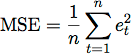 MSE = \frac{1}{n} \sum_{t=1}^{n} e_t^2